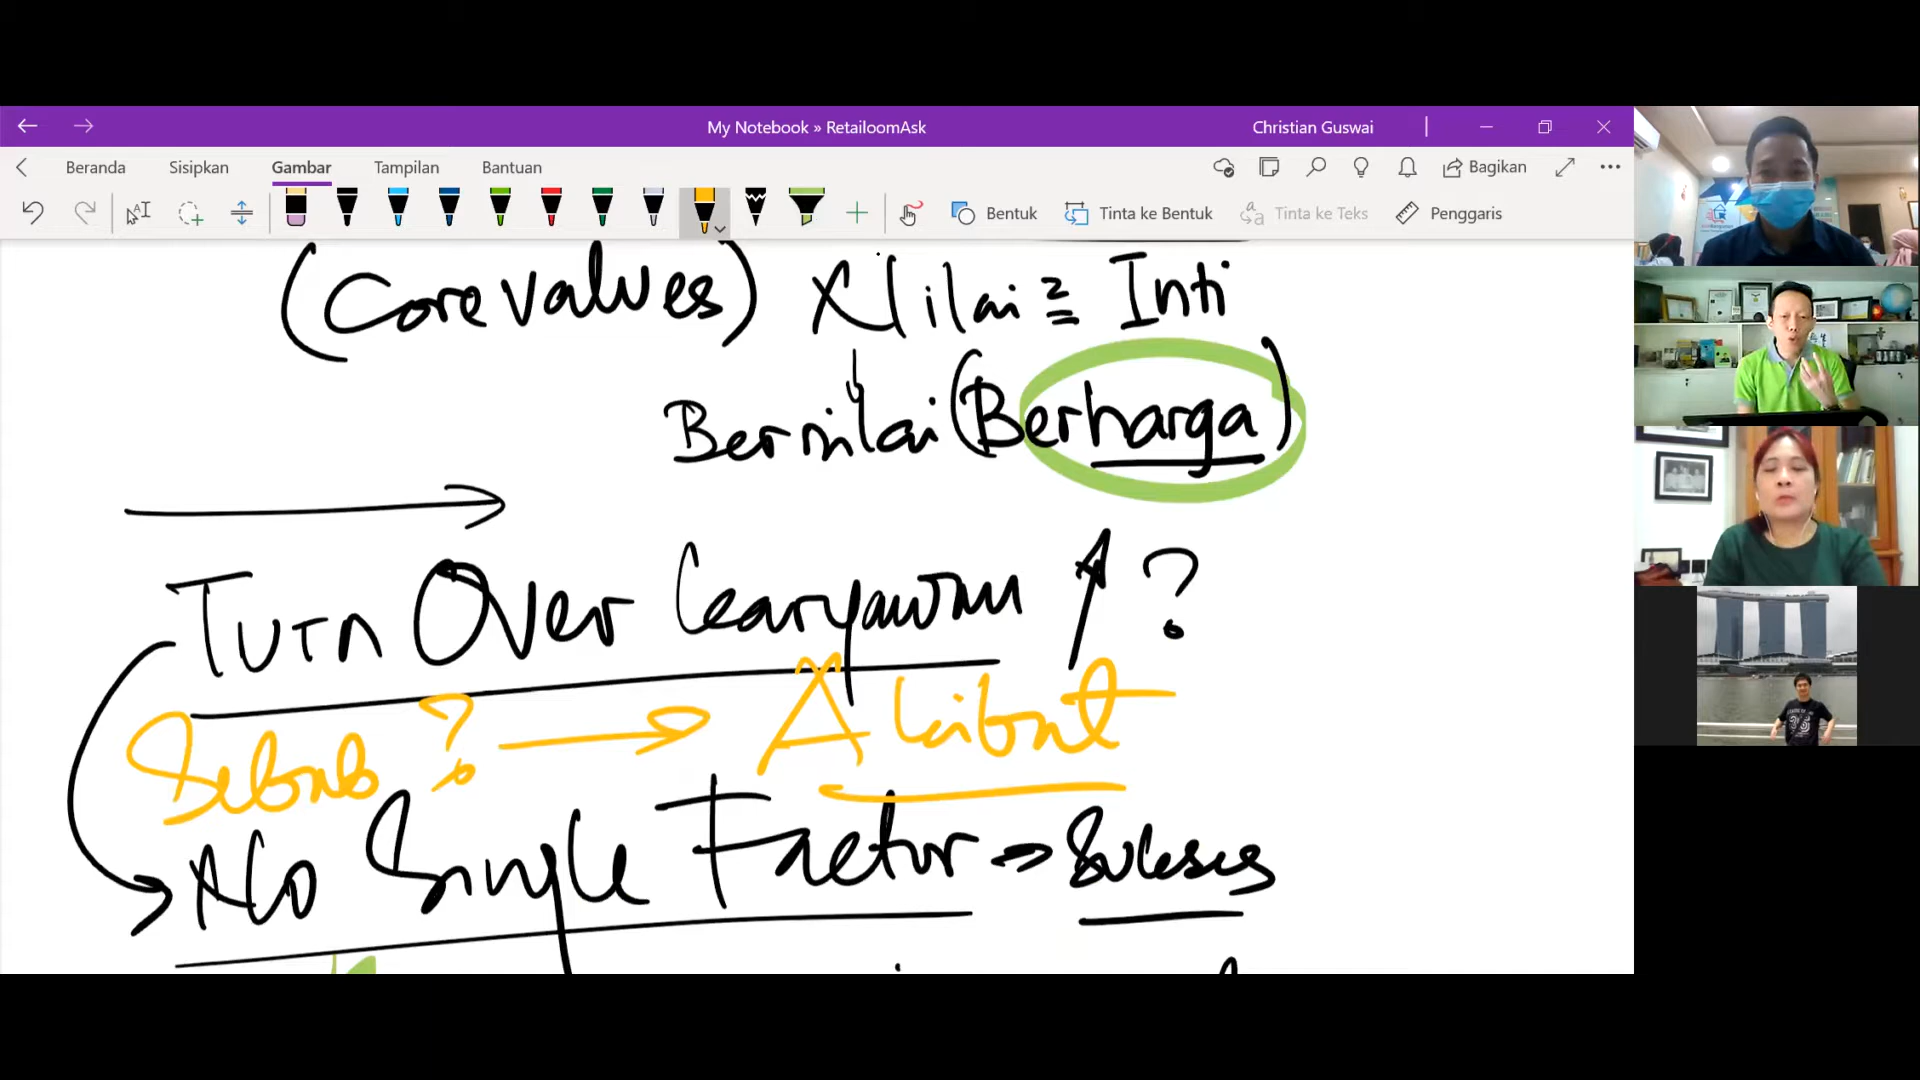 My Notebook » RetailoomAsk Christian Guswai
Beranda Sisipkan Gambar Tampilan Bantuan Bagikan
Bentuk Tinta ke Bentuk Tinta ke Teks Penggaris
(Core values) Nilai² Inti
Bernilai (Berharga)
Turn Over Karyawan ?
Sebab? → Akibat
No Single Factor → Sukses